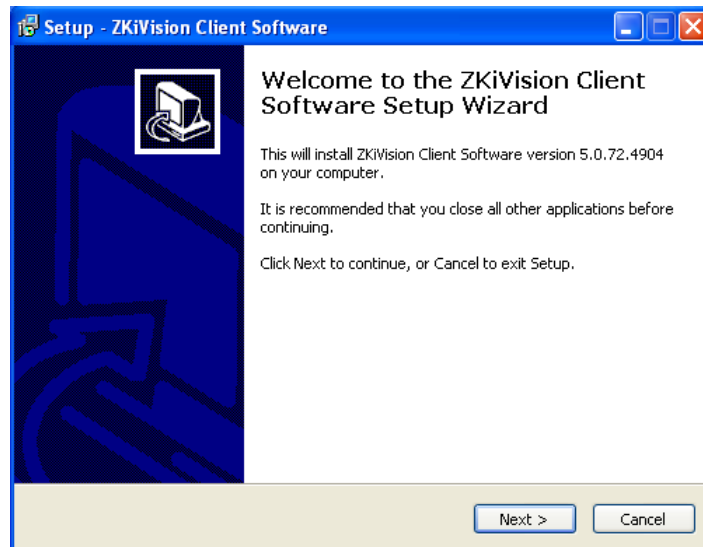 Setup - ZKiVision Client Software
Welcome to the ZKiVision Client
Software Setup Wizard
This will install ZKiVision Client Software version 5.0.72.4904
on your computer.
It is recommended that you close all other applications before
continuing.
Click Next to continue, or Cancel to exit Setup.
Next >
Cancel